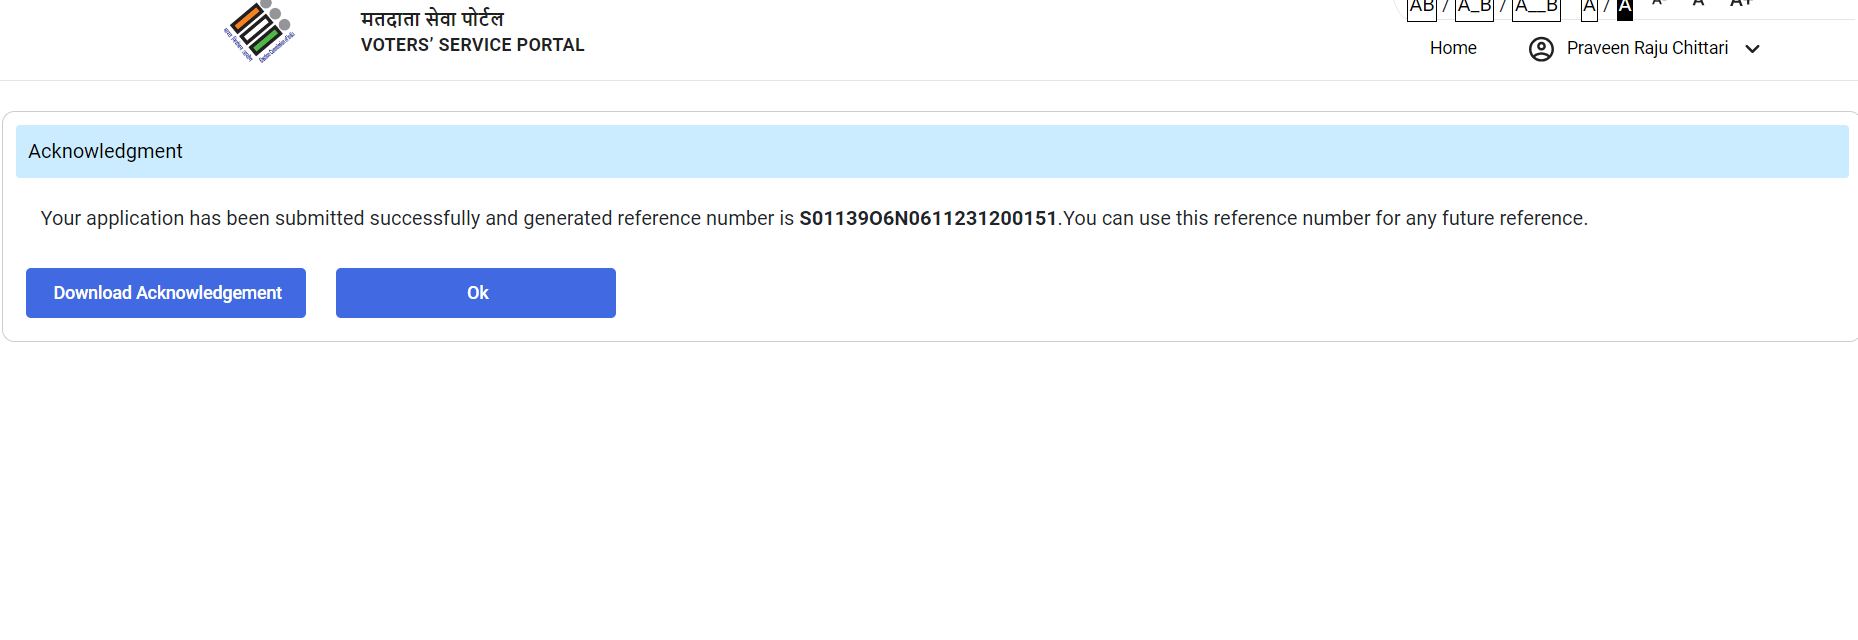 AB / A_B / A__B A / A A- A A+
मतदाता सेवा पोर्टल
VOTERS’ SERVICE PORTAL
Home Praveen Raju Chittari
Acknowledgment
Your application has been submitted successfully and generated reference number is S01139O6N0611231200151.You can use this reference number for any future reference.
Download Acknowledgement Ok